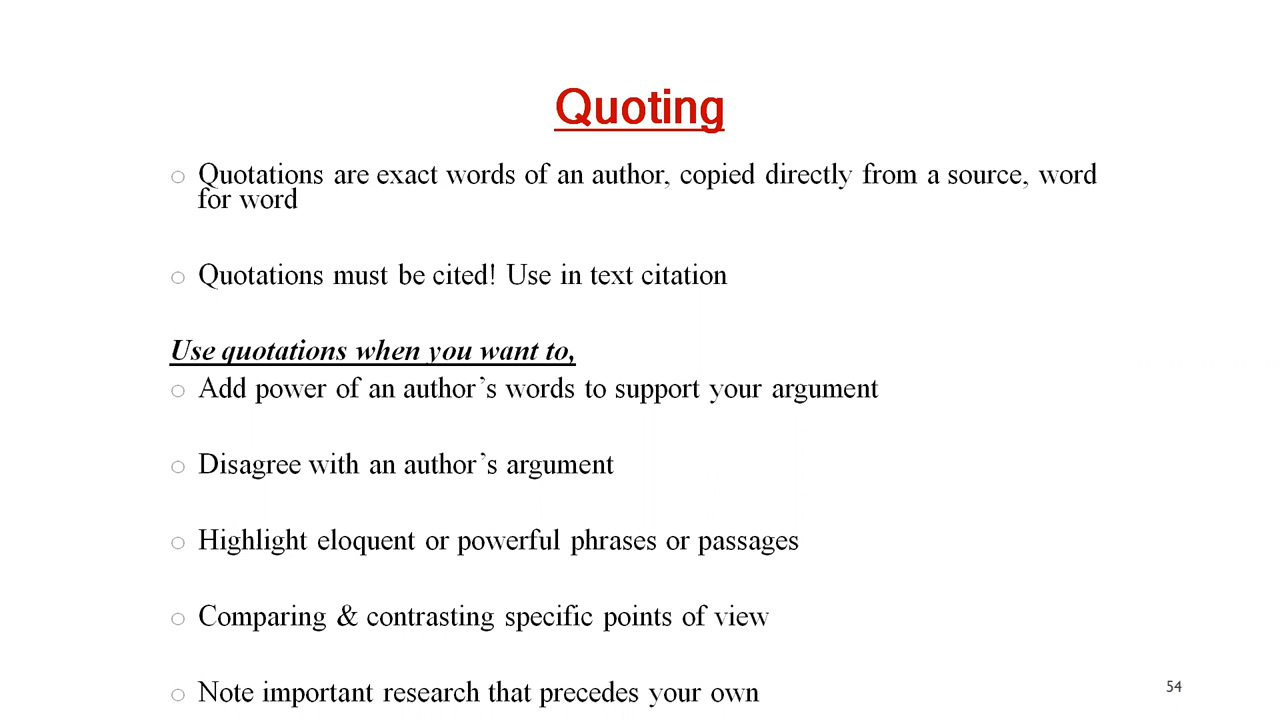 Quoting
○ Quotations are exact words of an author, copied directly from a source, word
for word
○ Quotations must be cited! Use in text citation
Use quotations when you want to,
○ Add power of an author’s words to support your argument
○ Disagree with an author’s argument
○ Highlight eloquent or powerful phrases or passages
○ Comparing & contrasting specific points of view
○ Note important research that precedes your own
54